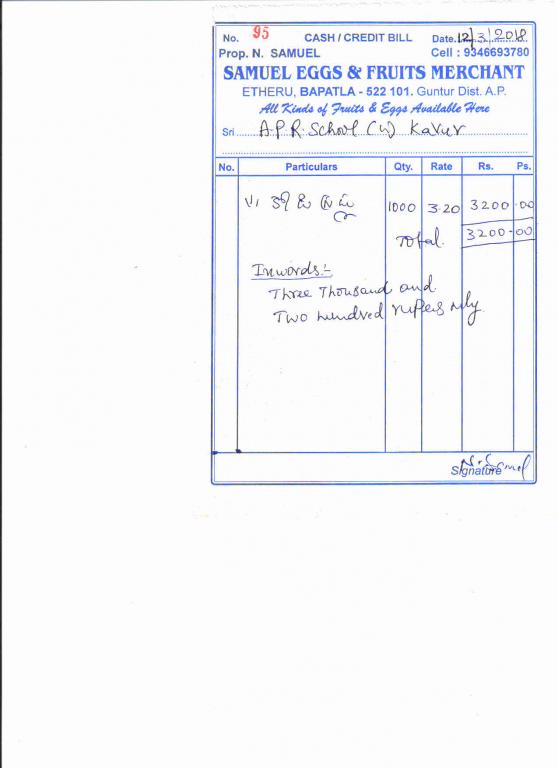 No. 95 CASH / CREDIT BILL Date. 12/3/2018
Prop. N. SAMUEL Cell : 9346693780
SAMUEL EGGS & FRUITS MERCHANT
ETHERU, BAPATLA - 522 101. Guntur Dist. A.P.
All Kinds of Fruits & Eggs Available Here
Sri A.P.R. School (W) Kavur
No. Particulars Qty. Rate Rs. Ps.
1000 3.20 3200.00
Total. 3200-00
Inwords:-
Three Thousand and
Two hundred rupees only
Signature